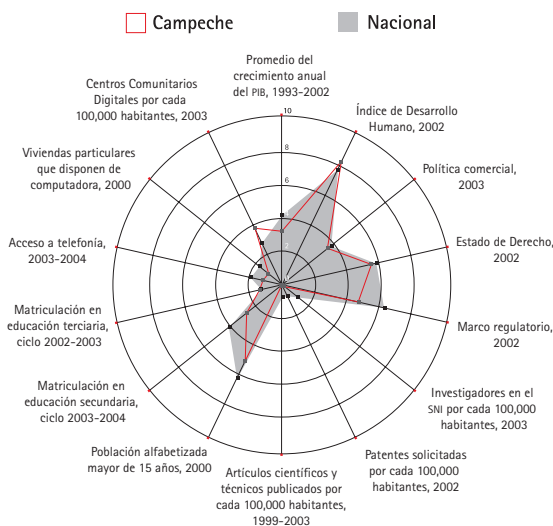 Campeche
Nacional
Promedio del
crecimiento anual
del PIB, 1993-2002
Índice de Desarrollo
Humano, 2002
Política comercial,
2003
Estado de Derecho,
2002
Marco regulatorio,
2002
Investigadores en el
SNI por cada 100,000
habitantes, 2003
Patentes solicitadas
por cada 100,000
habitantes, 2002
Artículos científicos y
técnicos publicados por
cada 100,000 habitantes,
1999-2003
Población alfabetizada
mayor de 15 años, 2000
Matriculación en
educación secundaria,
ciclo 2003-2004
Matriculación en
educación terciaria,
ciclo 2002-2003
Acceso a telefonía,
2003-2004
Viviendas particulares
que disponen de
computadora, 2000
Centros Comunitarios
Digitales por cada
100,000 habitantes, 2003
10
8
6
4
2